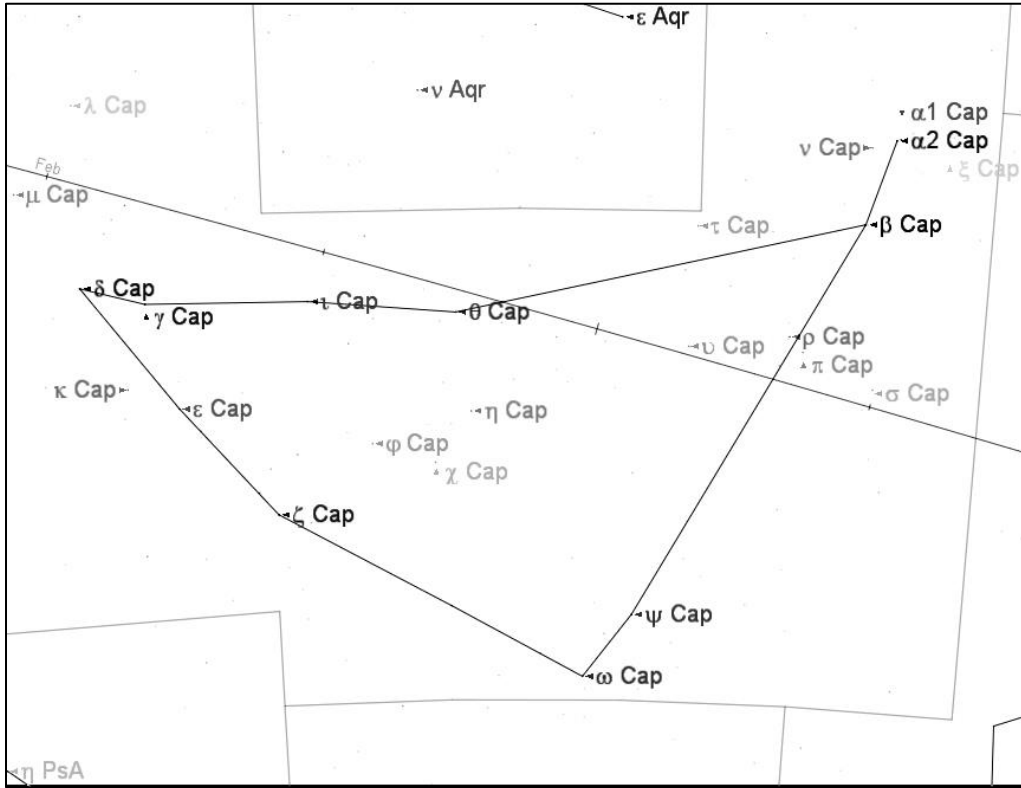 ε Aqr
ν Aqr
λ Cap
α1 Cap
α2 Cap
ν Cap
ξ Cap
Feb
μ Cap
τ Cap
β Cap
δ Cap
ι Cap
θ Cap
γ Cap
ρ Cap
υ Cap
π Cap
κ Cap
σ Cap
ε Cap
η Cap
φ Cap
χ Cap
ζ Cap
ψ Cap
ω Cap
η PsA